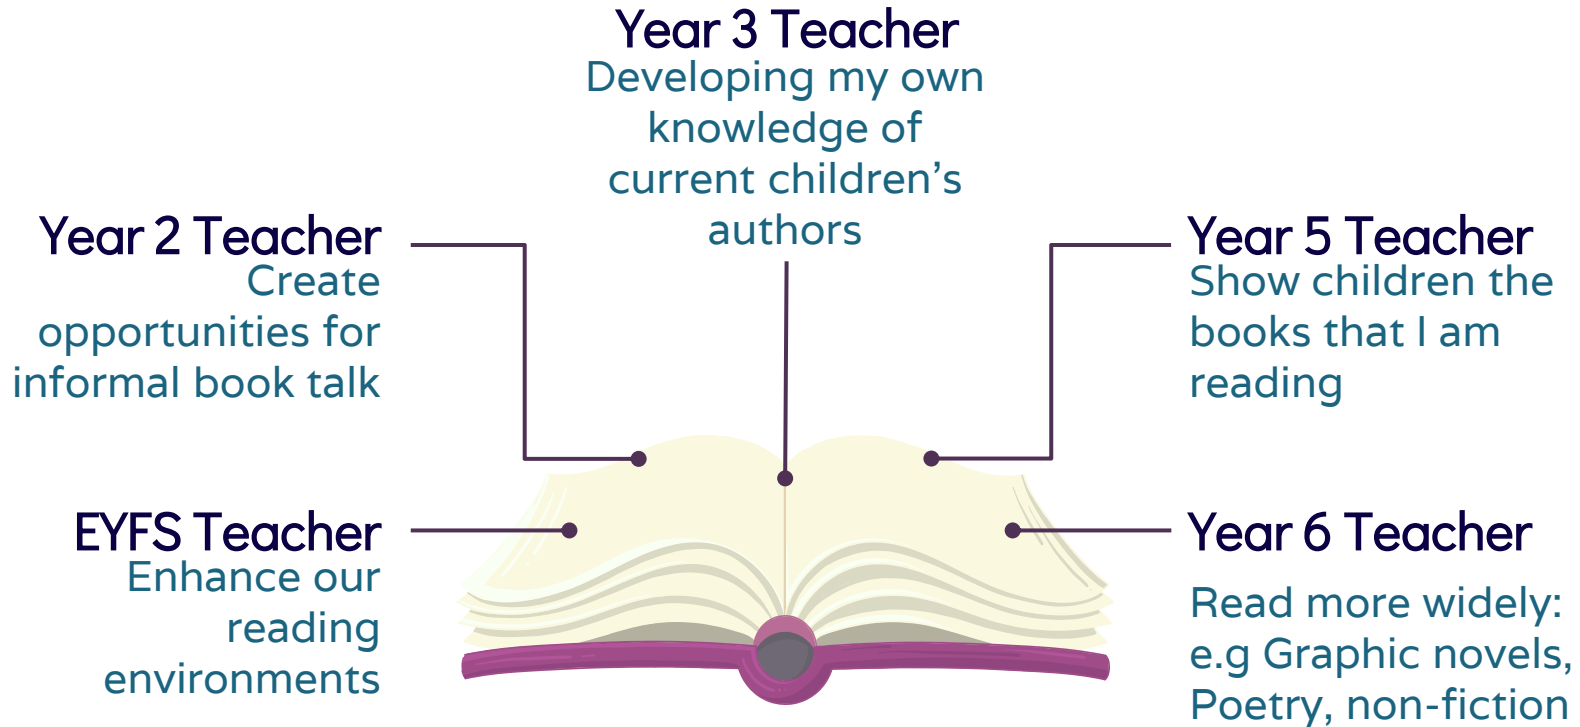 Year 3 Teacher
Developing my own
knowledge of
current children's
authors
Year 2 Teacher
Create
opportunities for
informal book talk
Year 5 Teacher
Show children the
books that I am
reading
EYFS Teacher
Enhance our
reading
environments
Year 6 Teacher
Read more widely:
e.g Graphic novels,
Poetry, non-fiction